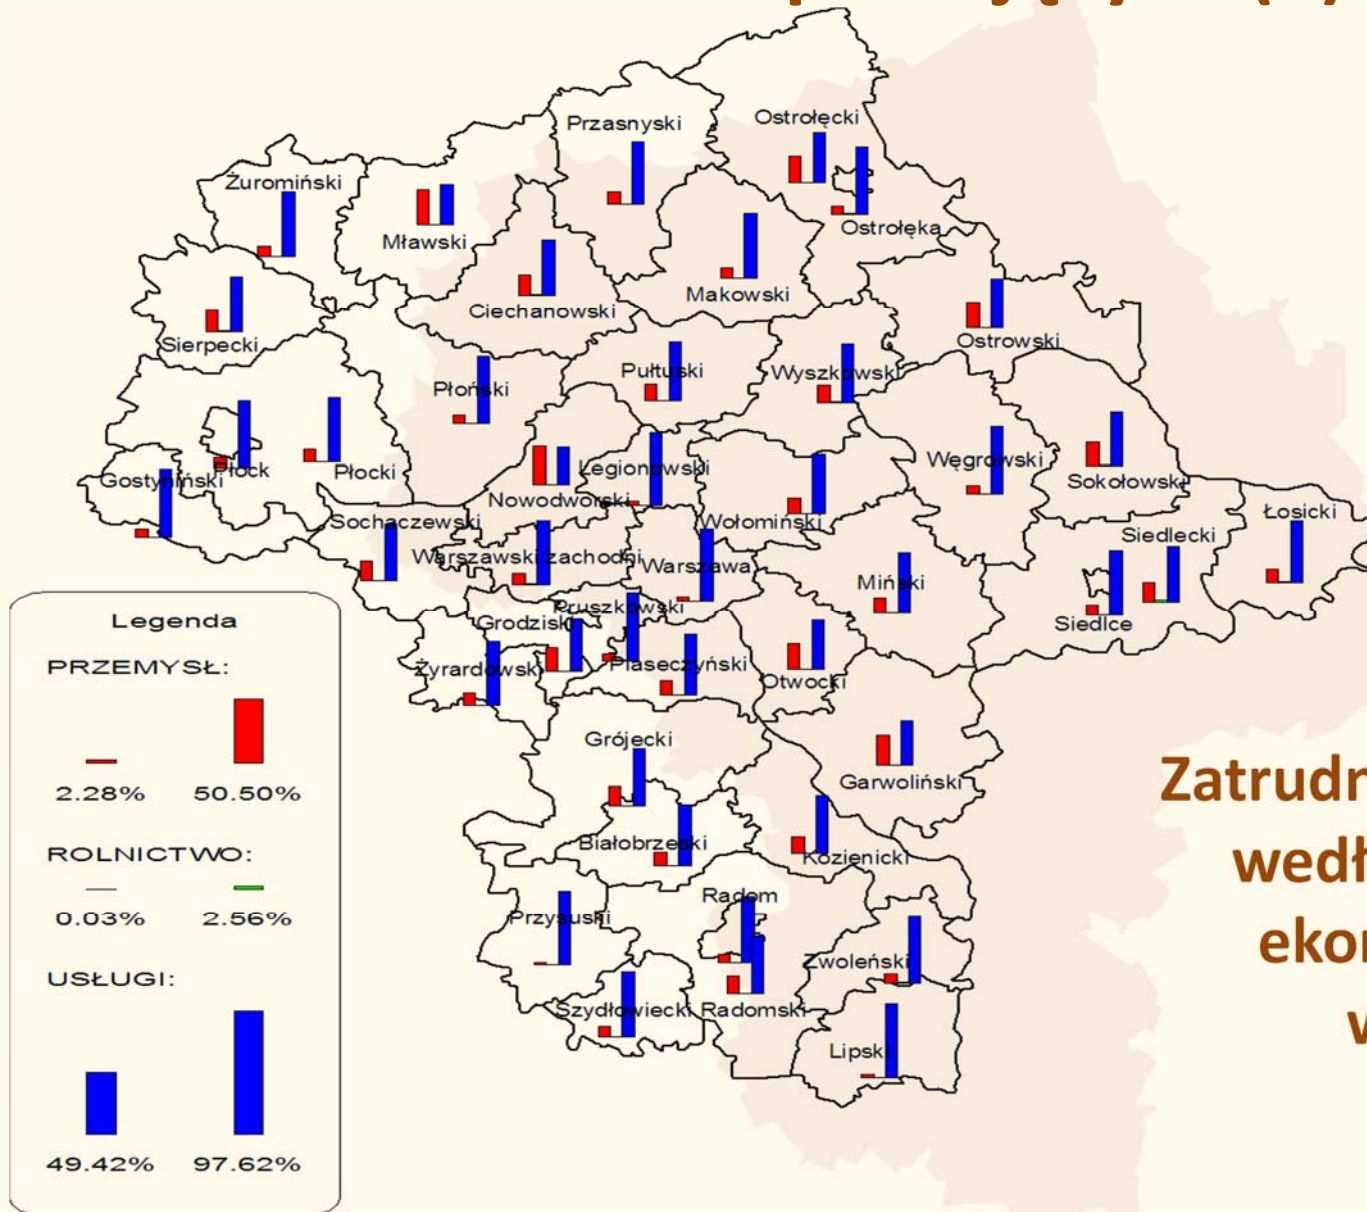 Przasnyski
Ostrołęcki
Żuromiński
Mławski
Ostrołęka
Makowski
Ciechanowski
Sierpecki
Ostrowski
Pułtuski
Wyszkowski
Płoński
Płock
Płocki
Gostyniński
Legionowski
Nowodworski
Węgrowski
Sokołowski
Sochaczewski
Wołomiński
Łosicki
Siedlecki
Warszawski zachodni
Warszawa
Miński
Siedlce
Pruszkowski
Grodziski
Żyrardowski
Piaseczyński
Otwocki
Grójecki
Garwoliński
Białobrzeski
Kozienicki
Radom
Przysuski
Zwoleński
Szydłowiecki
Radomski
Lipski
Legenda
PRZEMYSŁ:
2.28% 50.50%
ROLNICTWO:
0.03% 2.56%
USŁUGI:
49.42% 97.62%
Zatrudn
wedł
ekor
w